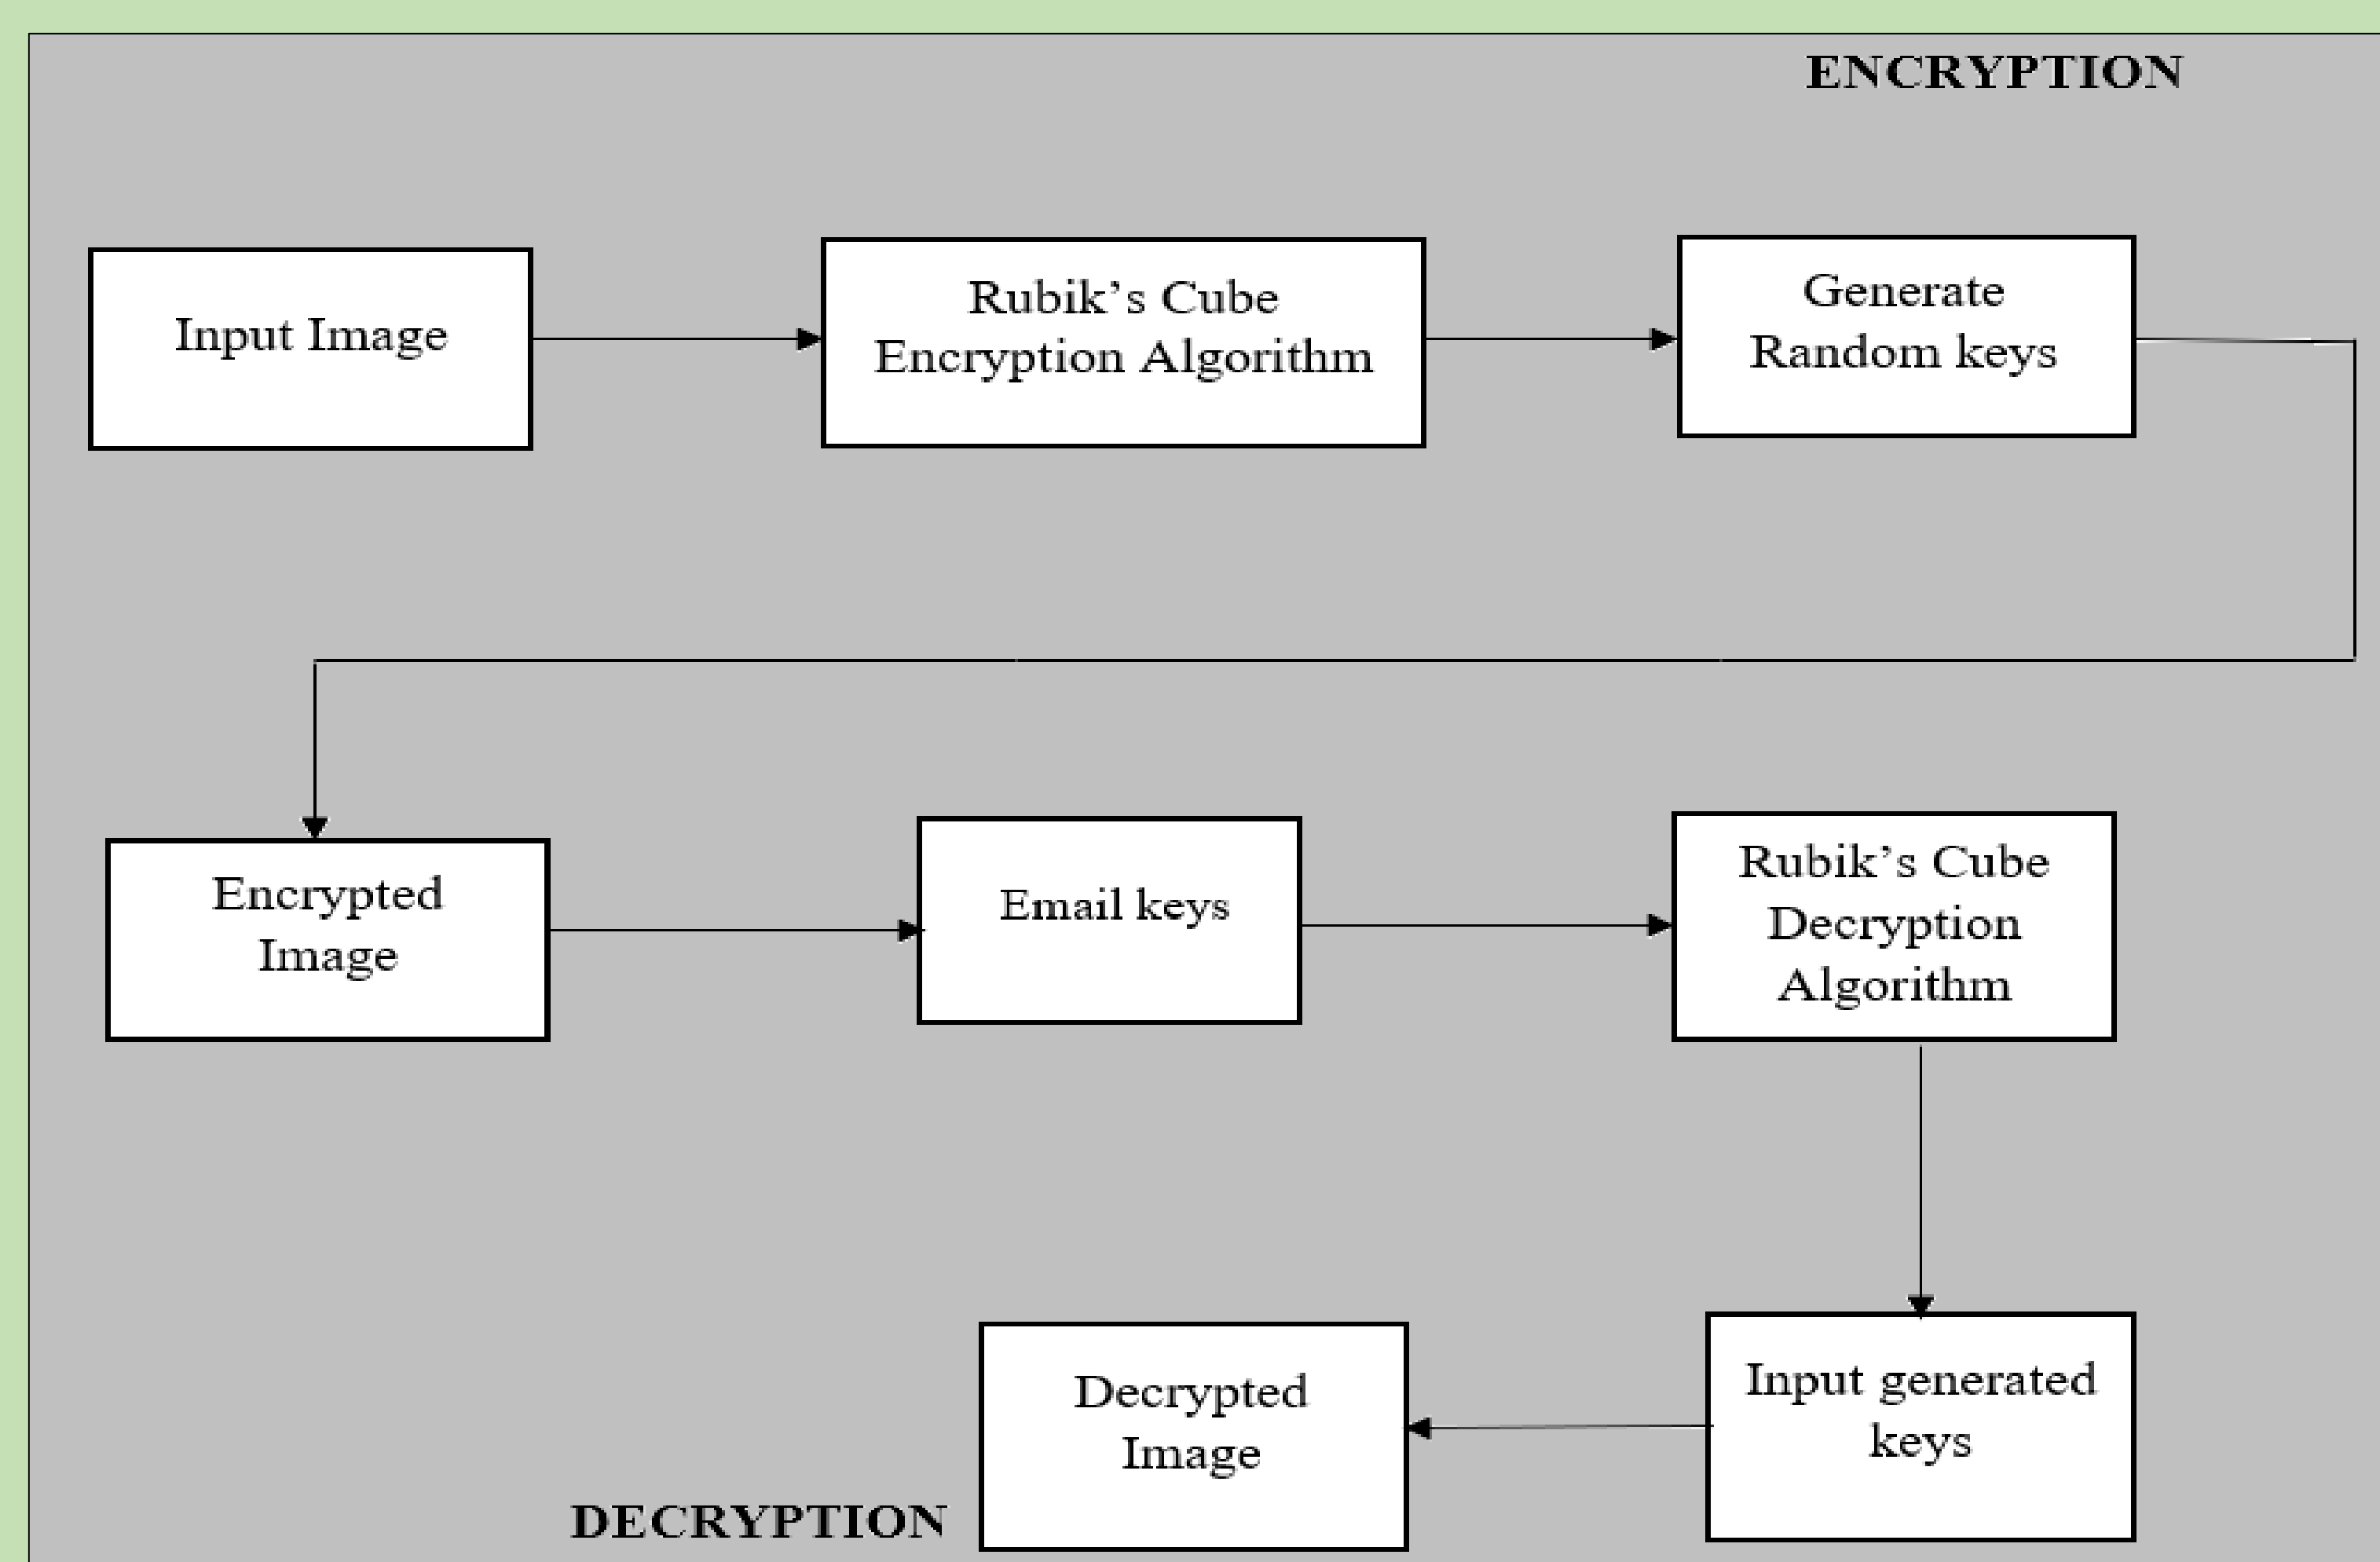 ENCRYPTION
Input Image
Rubik’s Cube
Encryption Algorithm
Generate
Random keys
Encrypted
Image
Email keys
Rubik’s Cube
Decryption
Algorithm
Input generated
keys
Decrypted
Image
DECRYPTION